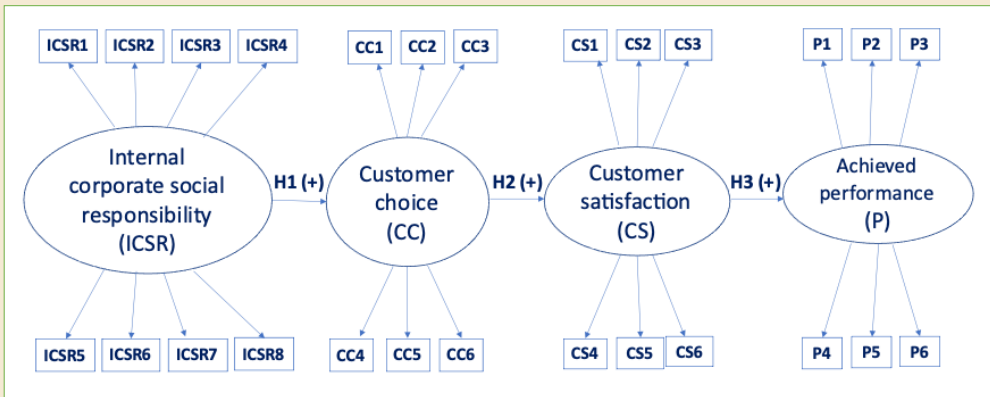 ICSR1 ICSR2 ICSR3 ICSR4 CC1 CC2 CC3 CS1 CS2 CS3 P1 P2 P3
Internal
corporate social
responsibility
(ICSR)
H1 (+)
Customer
choice
(CC)
H2 (+)
Customer
satisfaction
(CS)
H3 (+)
Achieved
performance
(P)
ICSR5 ICSR6 ICSR7 ICSR8 CC4 CC5 CC6 CS4 CS5 CS6 P4 P5 P6